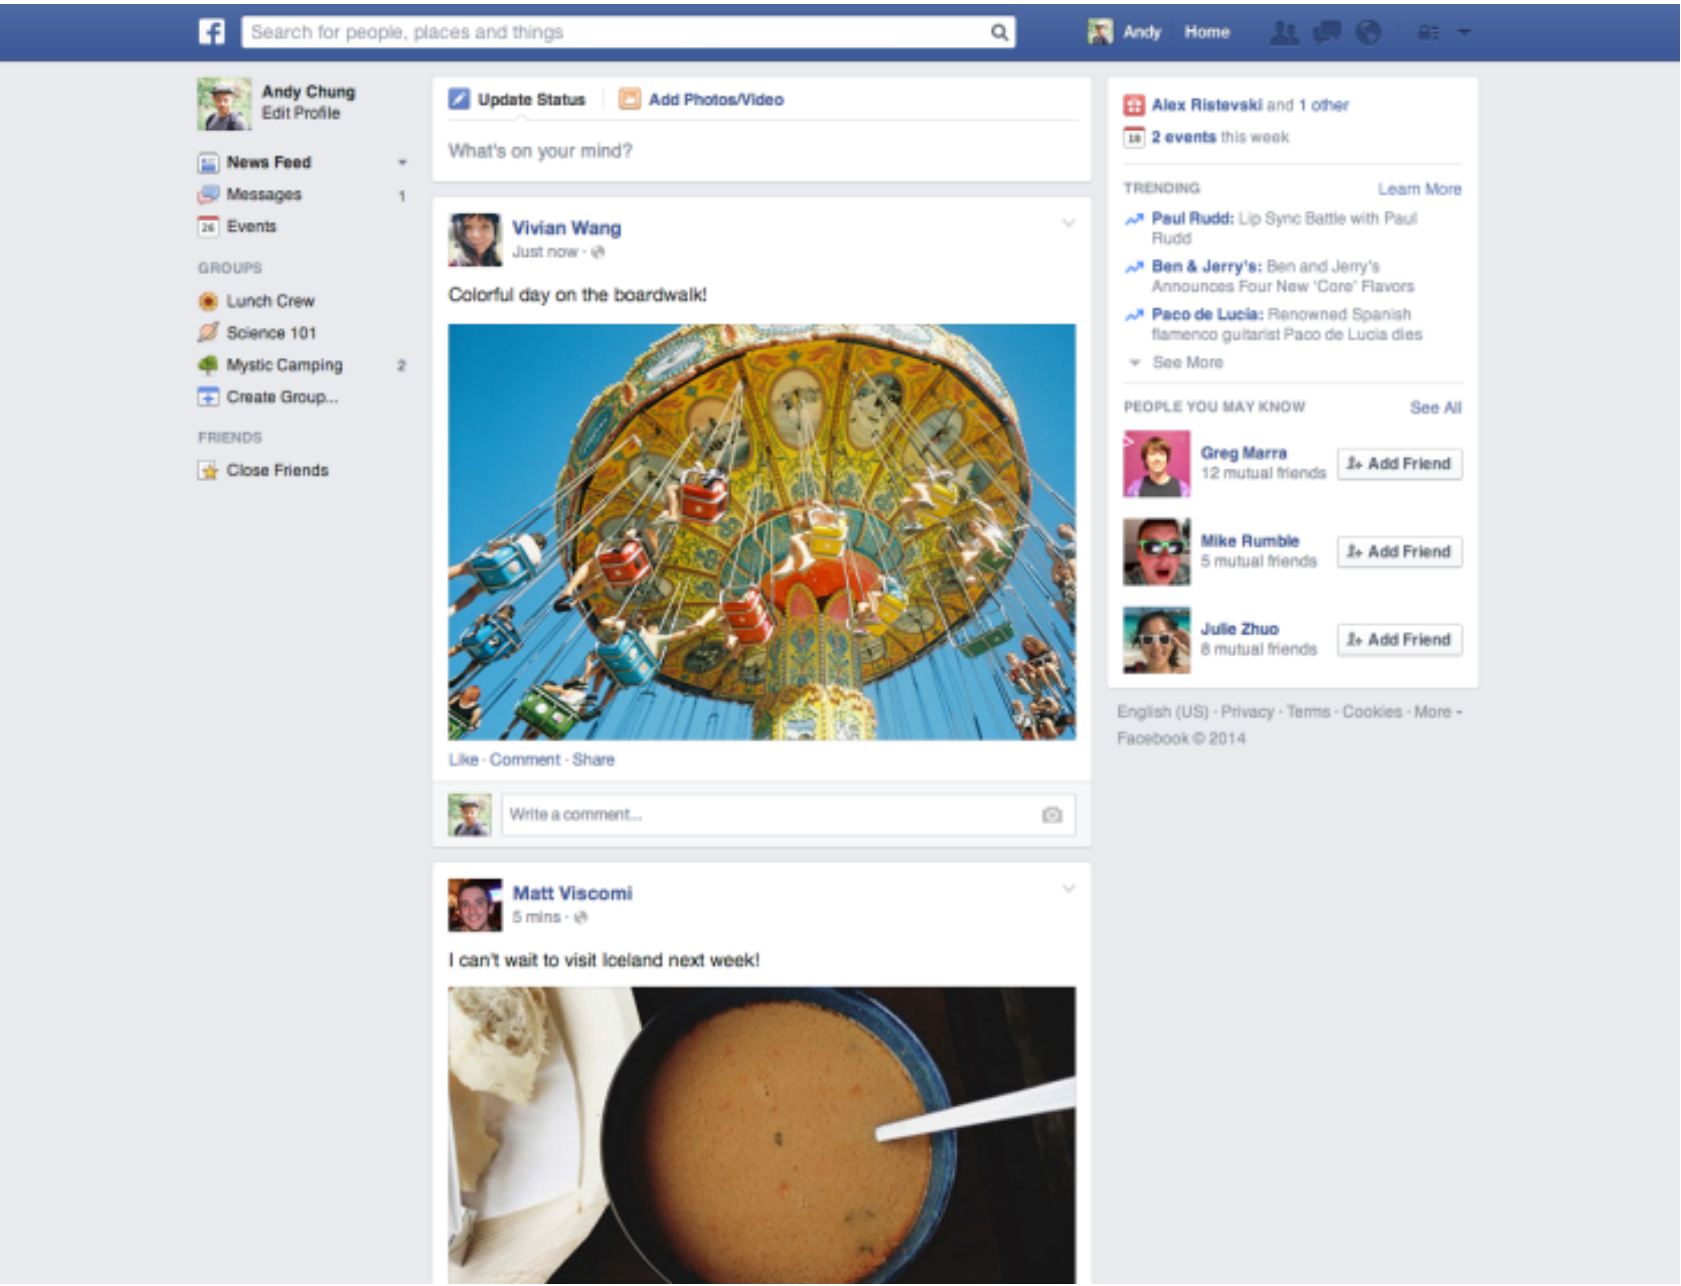 f
Search for people, places and things
Andy
Home
Andy Chung
Edit Profile
News Feed
Messages 1
26 Events
GROUPS
Lunch Crew
Science 101
Mystic Camping 2
Create Group...
FRIENDS
Close Friends
Update Status
Add Photos/Video
What's on your mind?
Vivian Wang
Just now ·
Colorful day on the boardwalk!
Like · Comment · Share
Write a comment...
Matt Viscomi
5 mins ·
I can't wait to visit Iceland next week!
Alex Ristevski and 1 other
18 2 events this week
TRENDING Learn More
Paul Rudd: Lip Sync Battle with Paul
Rudd
Ben & Jerry's: Ben and Jerry's
Announces Four New 'Core' Flavors
Paco de Lucia: Renowned Spanish
flamenco guitarist Paco de Lucia dies
See More
PEOPLE YOU MAY KNOW See All
Greg Marra
12 mutual friends
Add Friend
Mike Rumble
5 mutual friends
Add Friend
Julie Zhuo
8 mutual friends
Add Friend
English (US) · Privacy · Terms · Cookies · More
Facebook © 2014